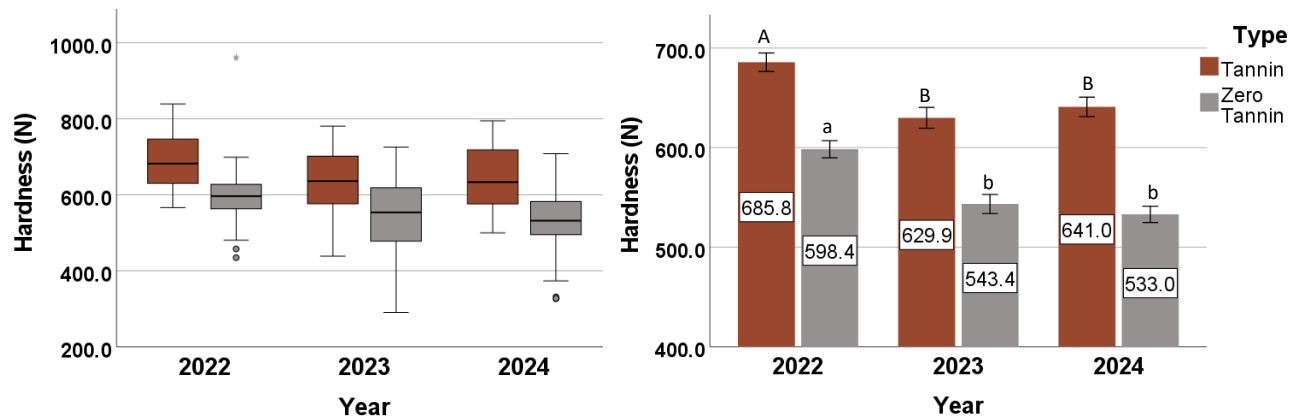 1000.0
800.0
600.0
400.0
200.0
Hardness (N)
2022
2023
2024
Year
700.0
600.0
500.0
400.0
Hardness (N)
A
a
B
b
B
b
685.8
598.4
629.9
543.4
641.0
533.0
2022
2023
2024
Year
Type
Tannin
Zero
Tannin